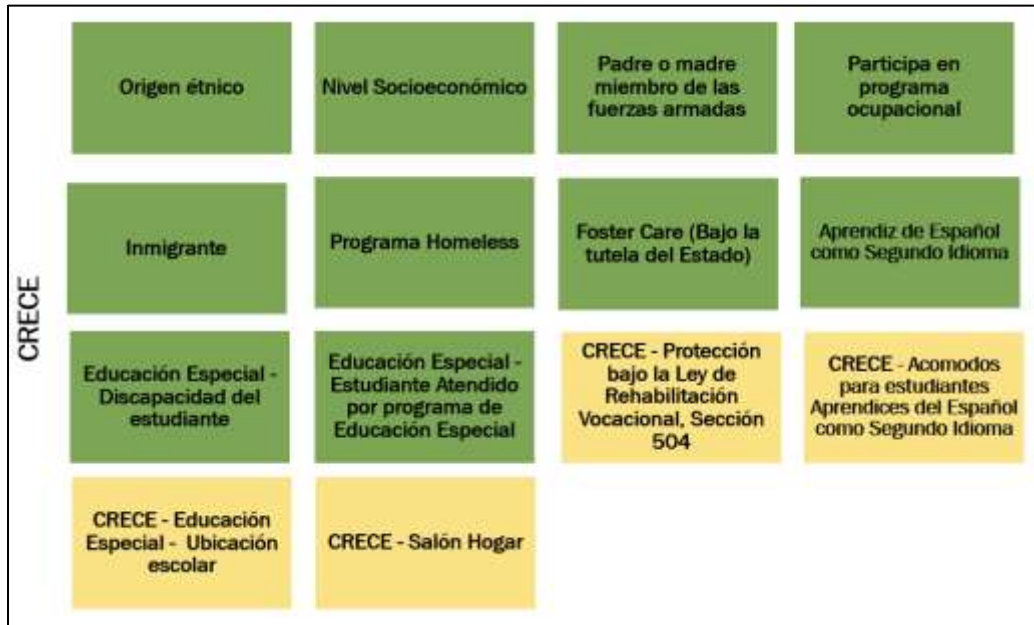 CRECE
Origen étnico
Nivel Socioeconómico
Padre o madre
miembro de las
fuerzas armadas
Participa en
programa
ocupacional
Inmigrante
Programa Homeless
Foster Care (Bajo la
tutela del Estado)
Aprendiz de Español
como Segundo Idioma
Educación Especial -
Discapacidad del
estudiante
Educación Especial -
Estudiante Atendido
por programa de
Educación Especial
CRECE - Protección
bajo la Ley de
Rehabilitación
Vocacional, Sección
504
CRECE - Acomodos
para estudiantes
Aprendices del Español
como Segundo Idioma
CRECE - Educación
Especial - Ubicación
escolar
CRECE - Salón Hogar